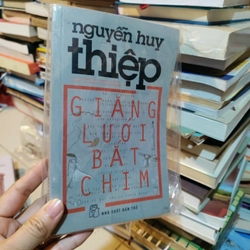 nguyễn huy
thiệp
GIĂNG
LƯỚI
BẮT
CHIM
NHÀ XUẤT BẢN TRẺ